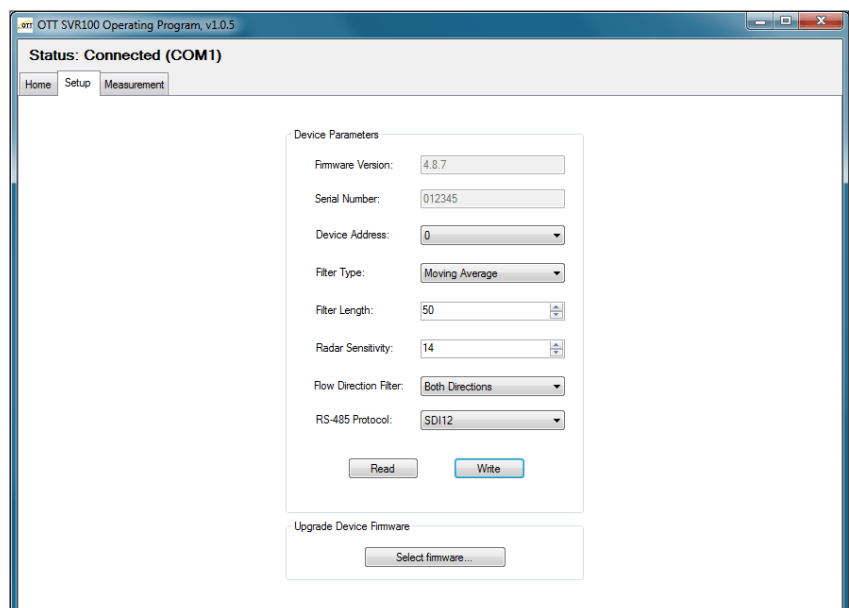 OTT OTT SVR100 Operating Program, v1.0.5
Status: Connected (COM1)
Home Setup Measurement
Device Parameters
Firmware Version: 4.8.7
Serial Number: 012345
Device Address: 0
Filter Type: Moving Average
Filter Length: 50
Radar Sensitivity: 14
Flow Direction Filter: Both Directions
RS-485 Protocol: SDI12
Read Write
Upgrade Device Firmware
Select firmware...